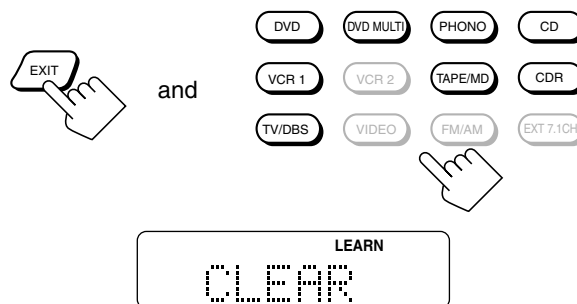 DVD DVD MULTI PHONO CD
EXIT and VCR 1 VCR 2 TAPE/MD CDR
TV/DBS VIDEO FM/AM EXT 7.1CH
LEARN
CLEAR